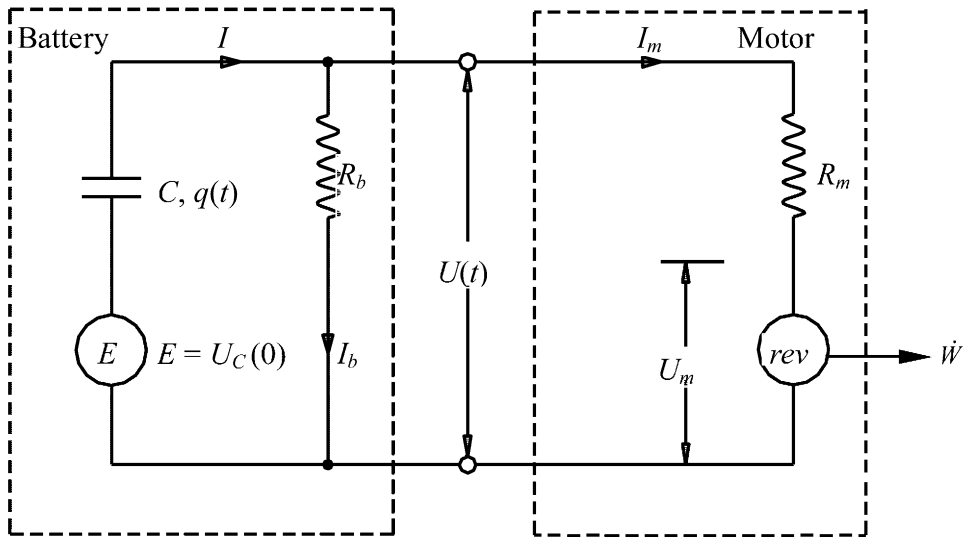 Battery
I
I_m
Motor
C, q(t)
R_b
R_m
U(t)
E
E = U_C(0)
I_b
U_m
rev
Ẇ